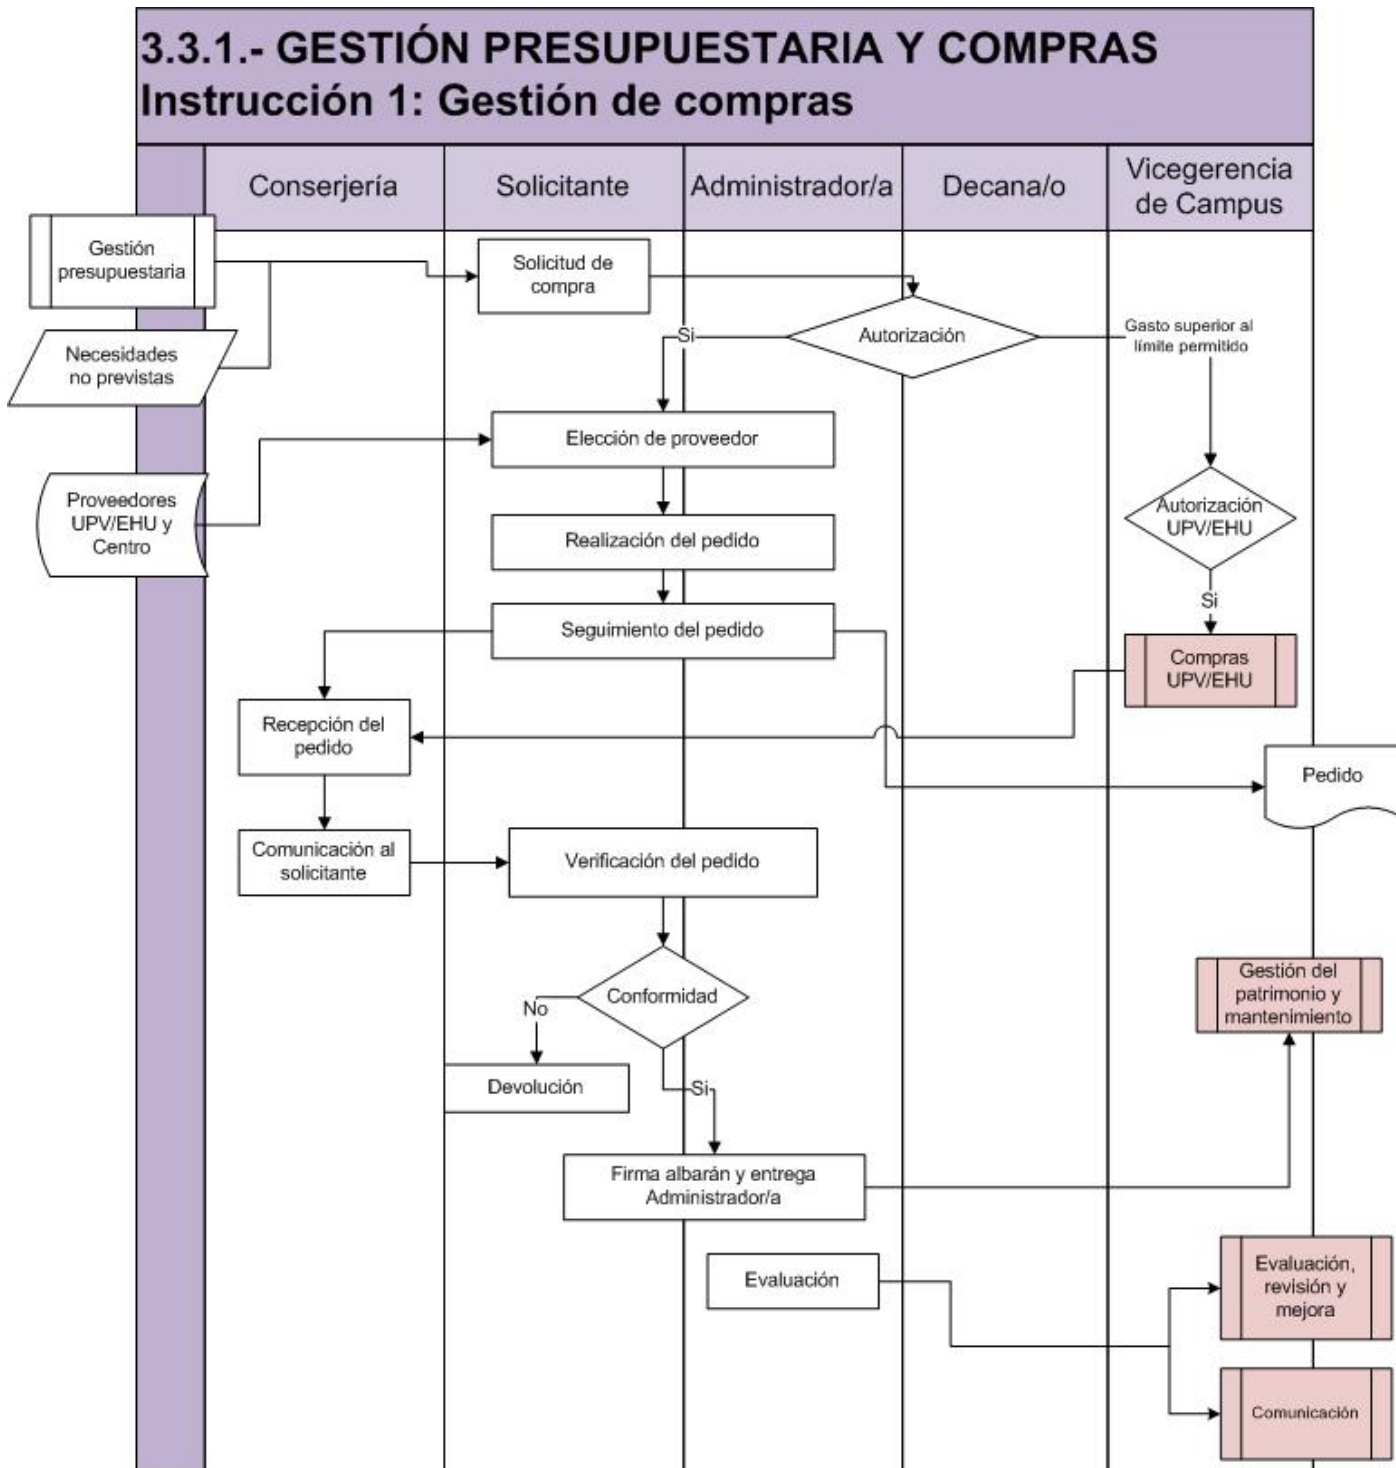 3.3.1.- GESTIÓN PRESUPUESTARIA Y COMPRAS
Instrucción 1: Gestión de compras
Conserjería
Solicitante
Administrador/a
Decana/o
Vicegerencia
de Campus
Gestión
presupuestaria
Solicitud de
compra
Autorización
Si
Gasto superior al
límite permitido
Necesidades
no previstas
Elección de proveedor
Proveedores
UPV/EHU y
Centro
Autorización
UPV/EHU
Realización del pedido
Si
Seguimiento del pedido
Compras
UPV/EHU
Recepción del
pedido
Pedido
Comunicación al
solicitante
Verificación del pedido
Conformidad
No
Gestión del
patrimonio y
mantenimiento
Devolución
Si
Firma albarán y entrega
Administrador/a
Evaluación
Evaluación,
revisión y
mejora
Comunicación